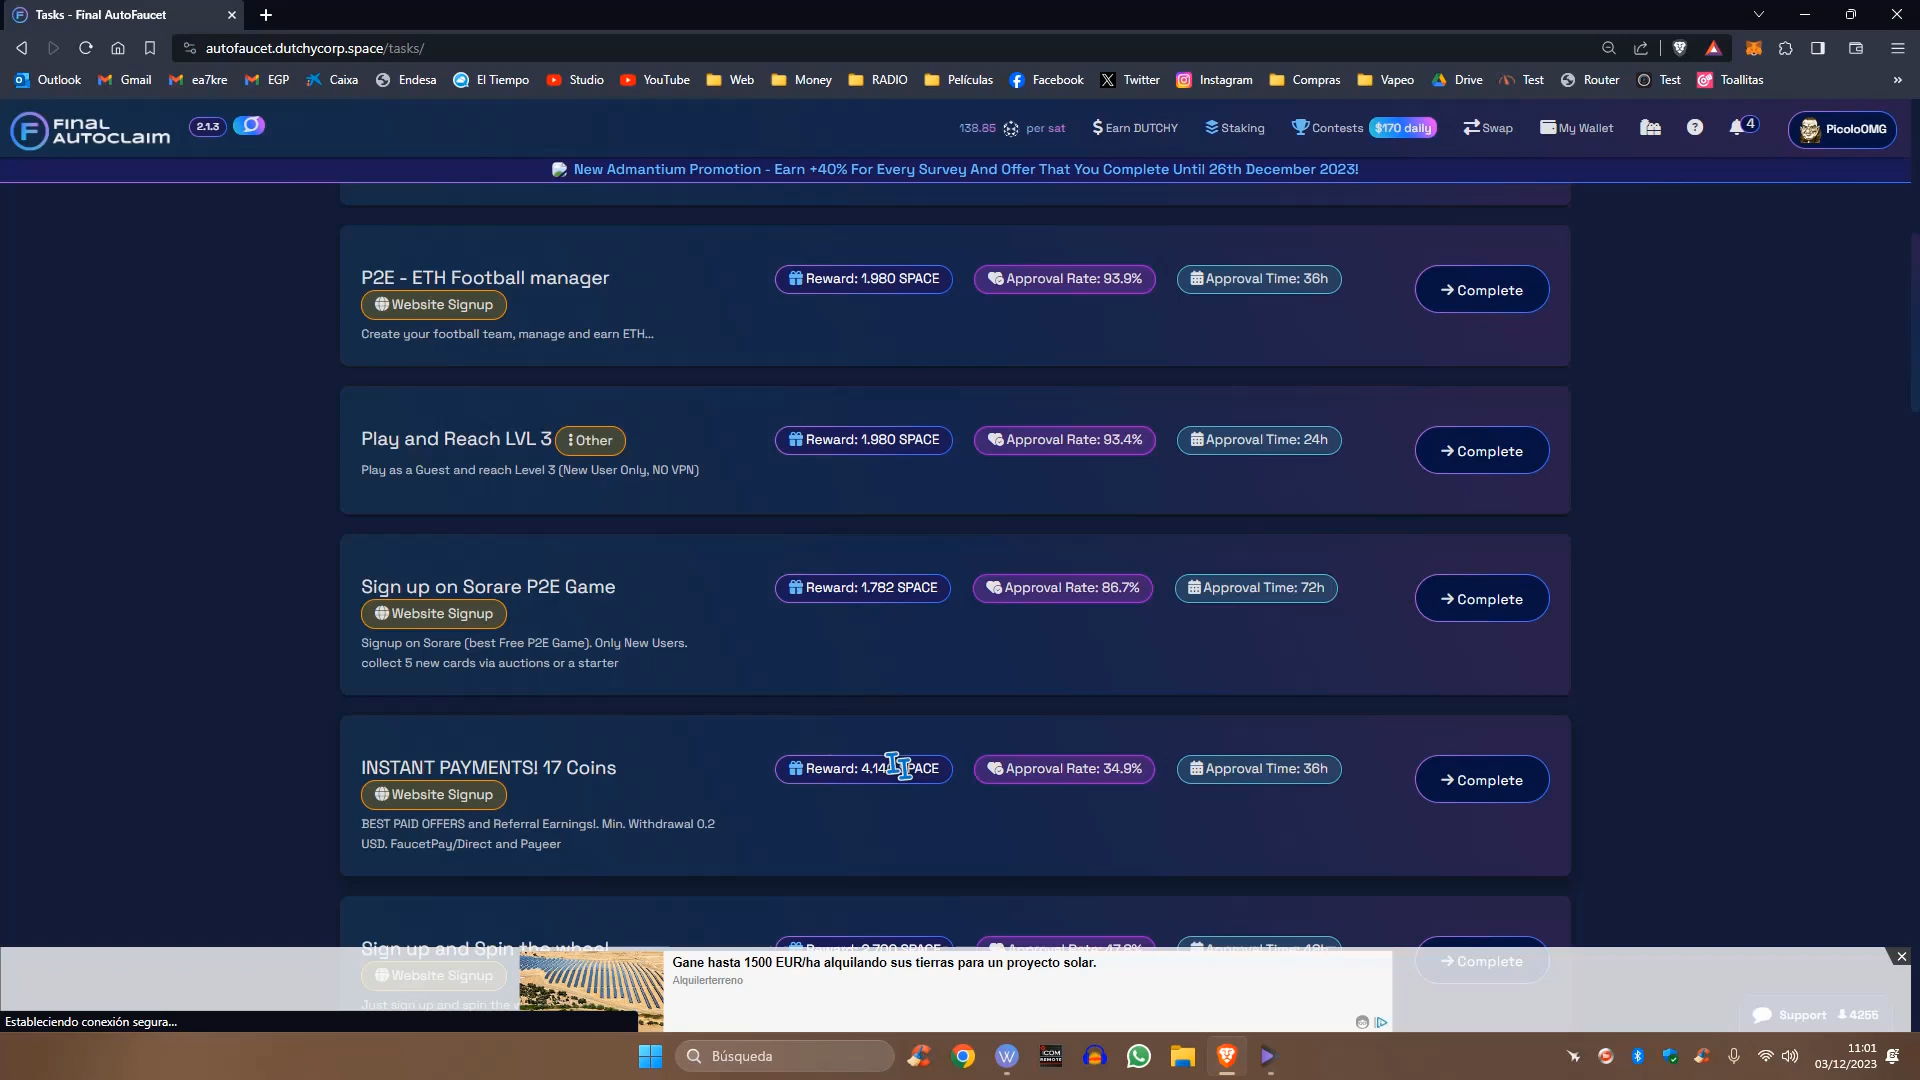 Tasks - Final AutoFaucet
autofaucet.dutchycorp.space/tasks/
Outlook
Gmail
ea7kre
EGP
Caixa
Endesa
El Tiempo
Studio
YouTube
Web
Money
RADIO
Películas
Facebook
Twitter
Instagram
Compras
Vapeo
Drive
Test
Router
Test
Toallitas
FINAL AUTOCLAIM
2.1.3
138.85 per sat
Earn DUTCHY
Staking
Contests $170 daily
Swap
My Wallet
4
PicoloOMG
New Admantium Promotion - Earn +40% For Every Survey And Offer That You Complete Until 26th December 2023!
P2E - ETH Football manager
Website Signup
Create your football team, manage and earn ETH...
Reward: 1.980 SPACE
Approval Rate: 93.9%
Approval Time: 36h
Complete
Play and Reach LVL 3
Other
Play as a Guest and reach Level 3 (New User Only, NO VPN)
Reward: 1.980 SPACE
Approval Rate: 93.4%
Approval Time: 24h
Complete
Sign up on Sorare P2E Game
Website Signup
Signup on Sorare (best Free P2E Game). Only New Users.
collect 5 new cards via auctions or a starter
Reward: 1.782 SPACE
Approval Rate: 86.7%
Approval Time: 72h
Complete
INSTANT PAYMENTS! 17 Coins
Website Signup
BEST PAID OFFERS and Referral Earnings!. Min. Withdrawal 0.2
USD. FaucetPay/Direct and Payeer
Reward:
Approval Rate: 34.9%
Approval Time: 36h
Complete
Sign up and Spin the wheel
Website Signup
Just sign up and spin the
Complete
Gane hasta 1500 EUR/ha alquilando sus tierras para un proyecto solar.
Alquilerterreno
Support 4255
Estableciendo conexión segura...
Búsqueda
11:01
03/12/2023